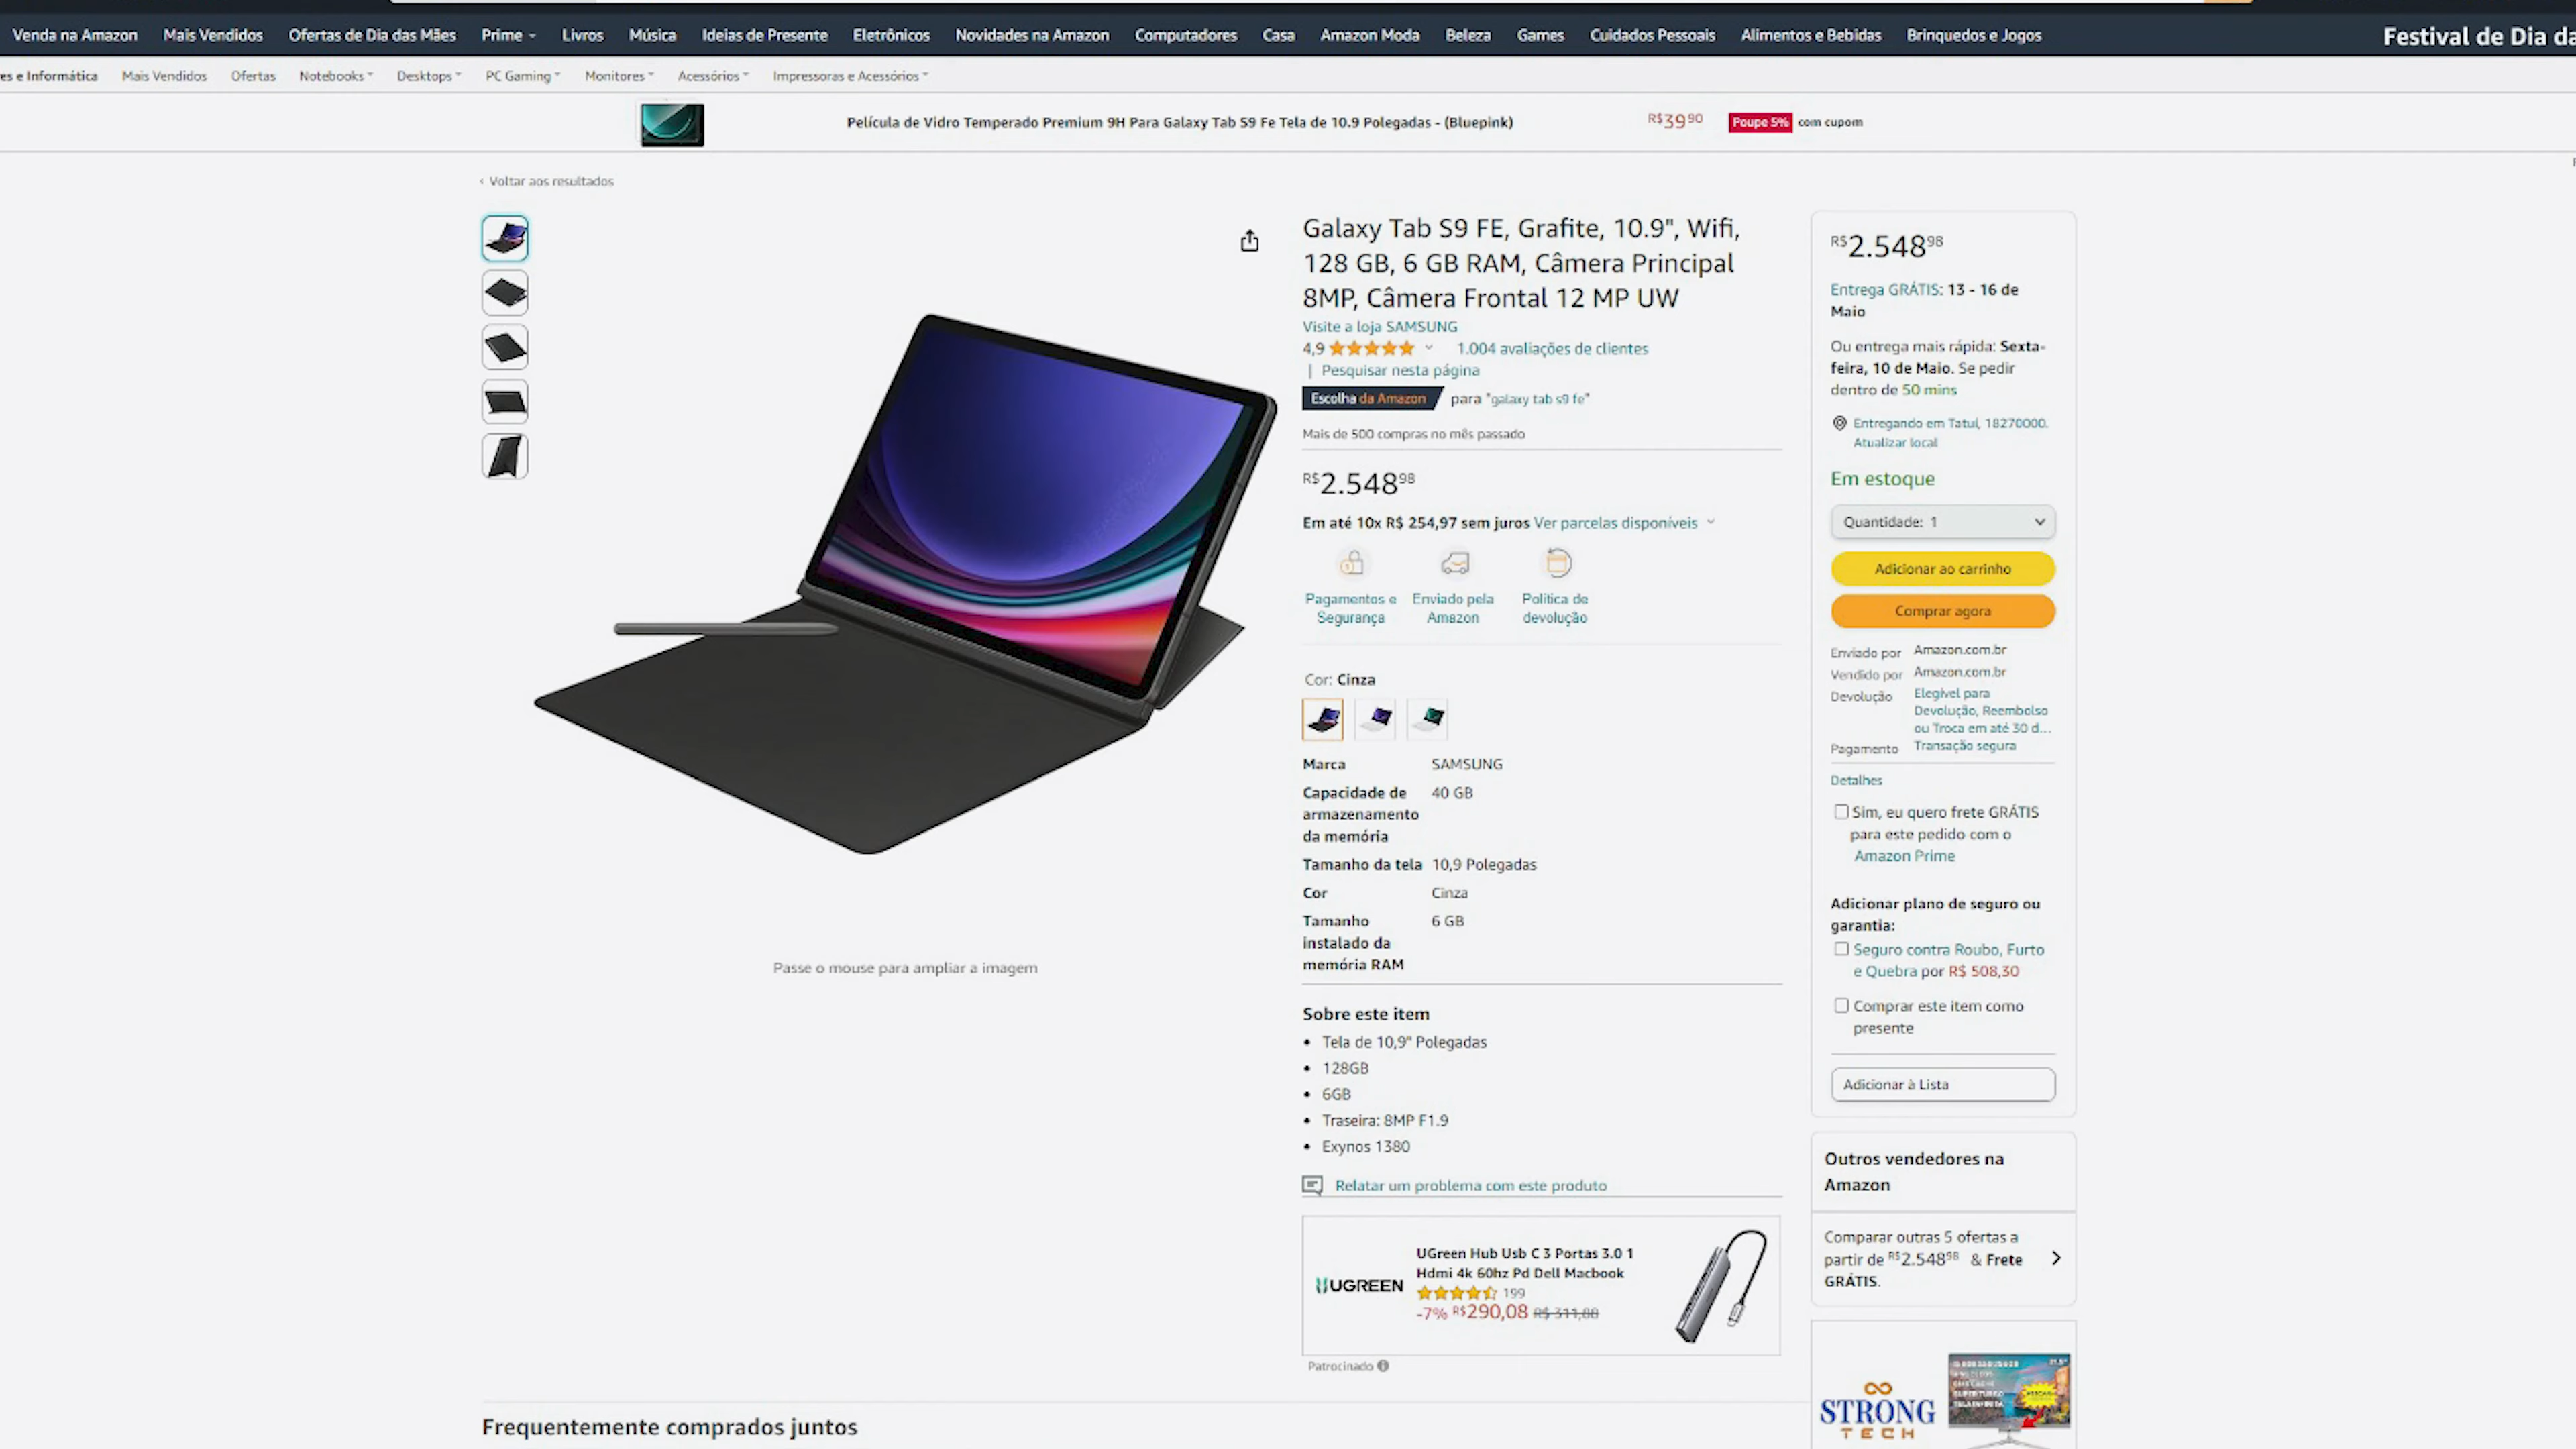 Venda na Amazon Mais Vendidos Ofertas de Dia das Mães Prime Livros Música Ideias de Presente Eletrônicos Novidades na Amazon Computadores Casa Amazon Moda Beleza Games Cuidados Pessoais Alimentos e Bebidas Brinquedos e Jogos Festival de Dia da
es e Informática Mais Vendidos Ofertas Notebooks Desktops PC Gaming Monitores Acessórios Impressoras e Acessórios
Película de Vidro Temperado Premium 9H Para Galaxy Tab S9 Fe Tela de 10.9 Polegadas - (Bluepink) R$3990 Poupe 5% com cupom
‹ Voltar aos resultados
Passe o mouse para ampliar a imagem
Galaxy Tab S9 FE, Grafite, 10.9", Wifi,
128 GB, 6 GB RAM, Câmera Principal
8MP, Câmera Frontal 12 MP UW
Visite a loja SAMSUNG
4,9 1.004 avaliações de clientes
| Pesquisar nesta página
Escolha da Amazon para "galaxy tab s9 fe"
Mais de 500 compras no mês passado
R$2.54898
Em até 10x R$ 254,97 sem juros Ver parcelas disponíveis
Pagamentos e Enviado pela Política de
Segurança Amazon devolução
Cor: Cinza
Marca SAMSUNG
Capacidade de 40 GB
armazenamento
da memória
Tamanho da tela 10,9 Polegadas
Cor Cinza
Tamanho 6 GB
instalado da
memória RAM
Sobre este item
• Tela de 10,9" Polegadas
• 128GB
• 6GB
• Traseira: 8MP F1.9
• Exynos 1380
Relatar um problema com este produto
UGREEN
UGreen Hub Usb C 3 Portas 3.0 1
Hdmi 4k 60hz Pd Dell Macbook
199
-7% R$290,08 R$ 311,88
Patrocinado
R$2.54898
Entrega GRÁTIS: 13 - 16 de
Maio
Ou entrega mais rápida: Sexta-
feira, 10 de Maio. Se pedir
dentro de 50 mins
Entregando em Tatuí, 18270000.
Atualizar local
Em estoque
Quantidade: 1
Adicionar ao carrinho
Comprar agora
Enviado por Amazon.com.br
Vendido por Amazon.com.br
Devolução Elegível para
Devolução, Reembolso
ou Troca em até 30 d...
Pagamento Transação segura
Detalhes
Sim, eu quero frete GRÁTIS
para este pedido com o
Amazon Prime
Adicionar plano de seguro ou
garantia:
Seguro contra Roubo, Furto
e Quebra por R$ 508,30
Comprar este item como
presente
Adicionar à Lista
Outros vendedores na
Amazon
Comparar outras 5 ofertas a
partir de R$2.54898 & Frete
GRÁTIS.
STRONG
TECH
Frequentemente comprados juntos